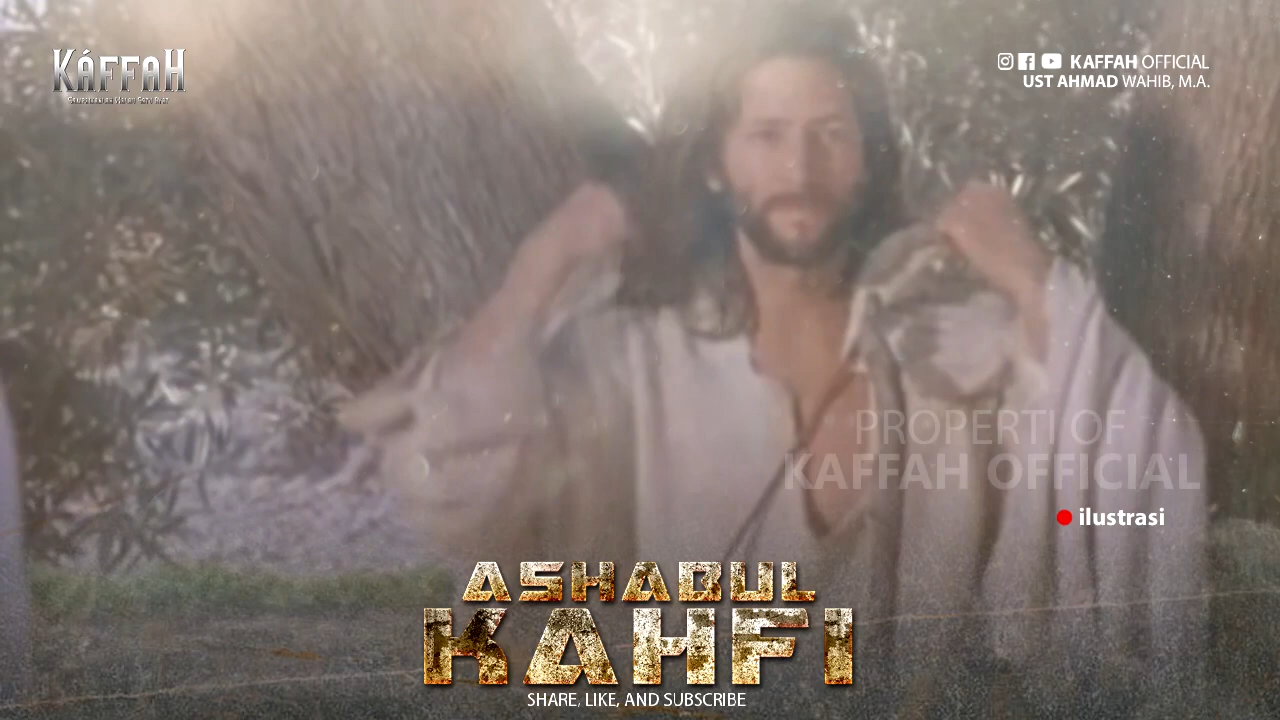 KÁFFAH
KAFFAH OFFICIAL
UST AHMAD WAHIB, M.A.
PROPERTI OF
KAFFAH OFFICIAL
ilustrasi
ASHABUL
KAHFI
SHARE, LIKE, AND SUBSCRIBE